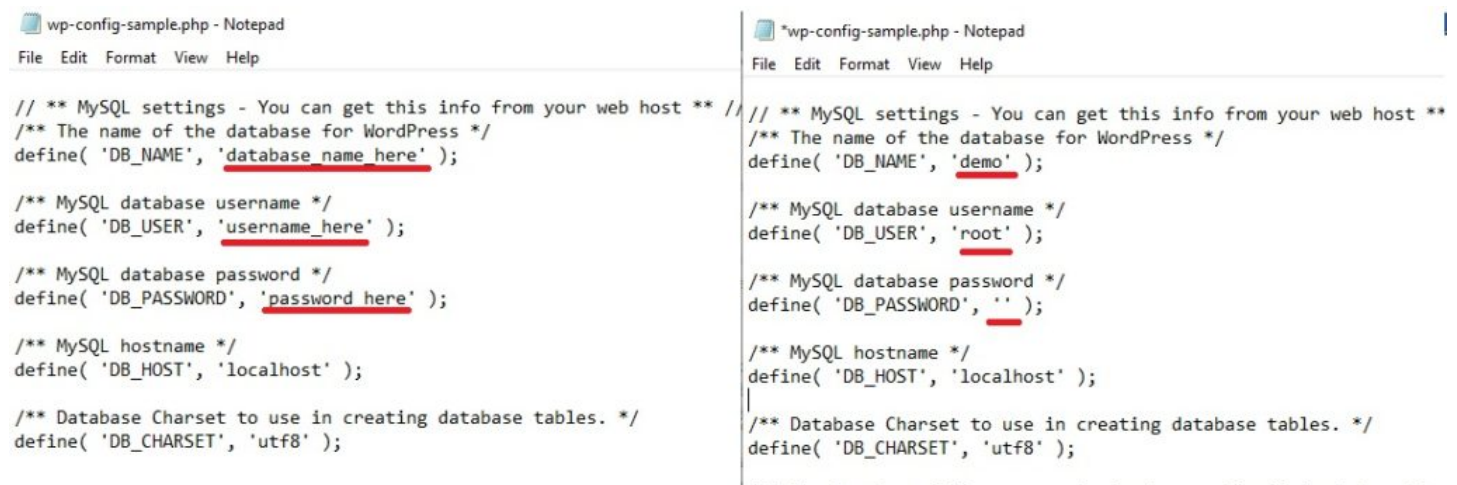 wp-config-sample.php - Notepad
File Edit Format View Help
// ** MySQL settings - You can get this info from your web host ** //
/** The name of the database for WordPress */
define( 'DB_NAME', 'database_name_here' );
/** MySQL database username */
define( 'DB_USER', 'username_here' );
/** MySQL database password */
define( 'DB_PASSWORD', 'password_here' );
/** MySQL hostname */
define( 'DB_HOST', 'localhost' );
/** Database Charset to use in creating database tables. */
define( 'DB_CHARSET', 'utf8' );
*wp-config-sample.php - Notepad
File Edit Format View Help
// ** MySQL settings - You can get this info from your web host **
/** The name of the database for WordPress */
define( 'DB_NAME', 'demo' );
/** MySQL database username */
define( 'DB_USER', 'root' );
/** MySQL database password */
define( 'DB_PASSWORD', '' );
/** MySQL hostname */
define( 'DB_HOST', 'localhost' );
/** Database Charset to use in creating database tables. */
define( 'DB_CHARSET', 'utf8' );